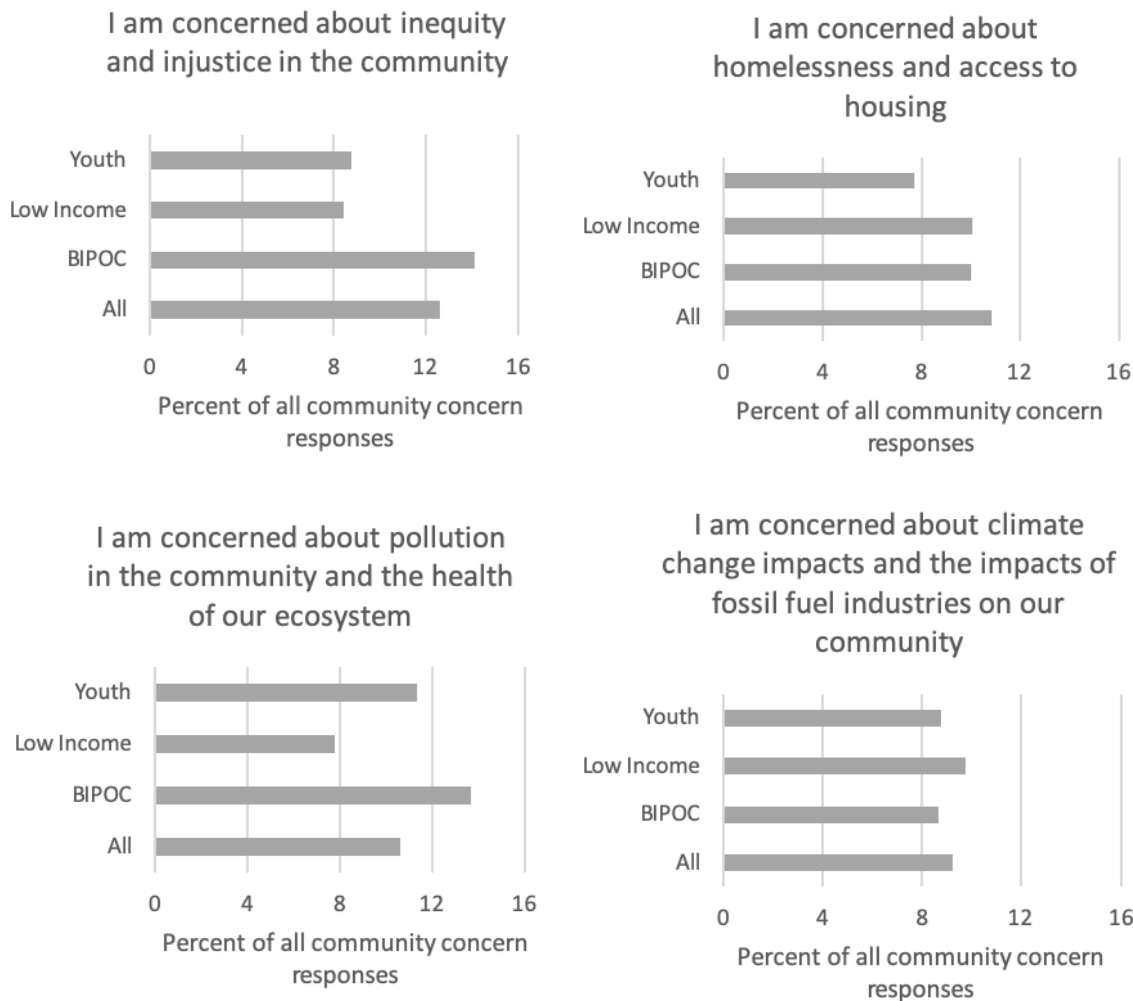 I am concerned about inequity
and injustice in the community
Youth
Low Income
BIPOC
All
0 4 8 12 16
Percent of all community concern
responses
I am concerned about
homelessness and access to
housing
Youth
Low Income
BIPOC
All
0 4 8 12 16
Percent of all community concern
responses
I am concerned about pollution
in the community and the health
of our ecosystem
Youth
Low Income
BIPOC
All
0 4 8 12 16
Percent of all community concern
responses
I am concerned about climate
change impacts and the impacts of
fossil fuel industries on our
community
Youth
Low Income
BIPOC
All
0 4 8 12 16
Percent of all community concern
responses